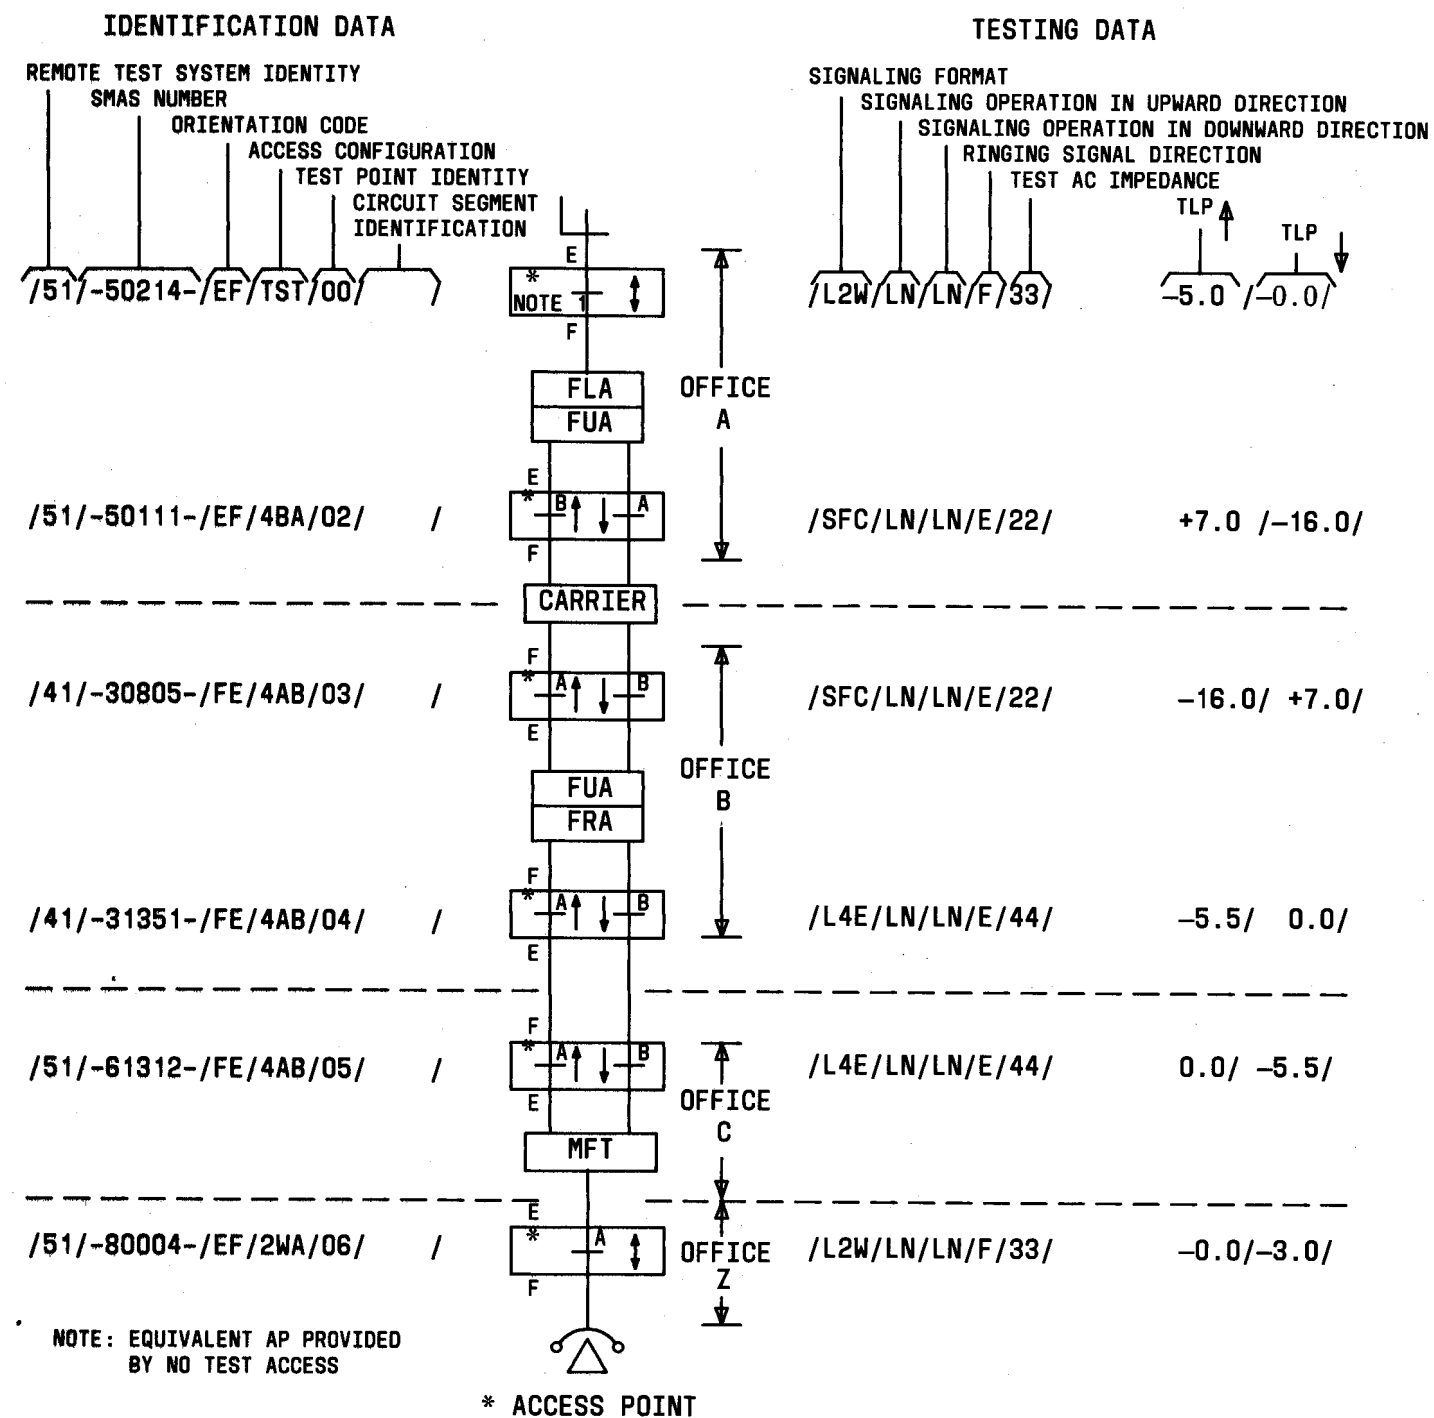 IDENTIFICATION DATA
TESTING DATA
REMOTE TEST SYSTEM IDENTITY
SMAS NUMBER
ORIENTATION CODE
ACCESS CONFIGURATION
TEST POINT IDENTITY
CIRCUIT SEGMENT
IDENTIFICATION
SIGNALING FORMAT
SIGNALING OPERATION IN UPWARD DIRECTION
SIGNALING OPERATION IN DOWNWARD DIRECTION
RINGING SIGNAL DIRECTION
TEST AC IMPEDANCE
TLP
TLP
/51/-50214-/EF/TST/00/ /
E
*
NOTE 1
F
/L2W/LN/LN/F/33/ -5.0 /-0.0/
FLA
FUA
OFFICE
A
/51/-50111-/EF/4BA/02/ /
E
* B A
F
/SFC/LN/LN/E/22/ +7.0 /-16.0/
CARRIER
/41/-30805-/FE/4AB/03/ /
F
* A B
E
/SFC/LN/LN/E/22/ -16.0/ +7.0/
FUA
FRA
OFFICE
B
/41/-31351-/FE/4AB/04/ /
F
* A B
E
/L4E/LN/LN/E/44/ -5.5/ 0.0/
/51/-61312-/FE/4AB/05/ /
F
* A B
E
/L4E/LN/LN/E/44/ 0.0/ -5.5/
OFFICE
C
MFT
/51/-80004-/EF/2WA/06/ /
E
* A
F
OFFICE
Z
/L2W/LN/LN/F/33/ -0.0/-3.0/
NOTE: EQUIVALENT AP PROVIDED
BY NO TEST ACCESS
* ACCESS POINT